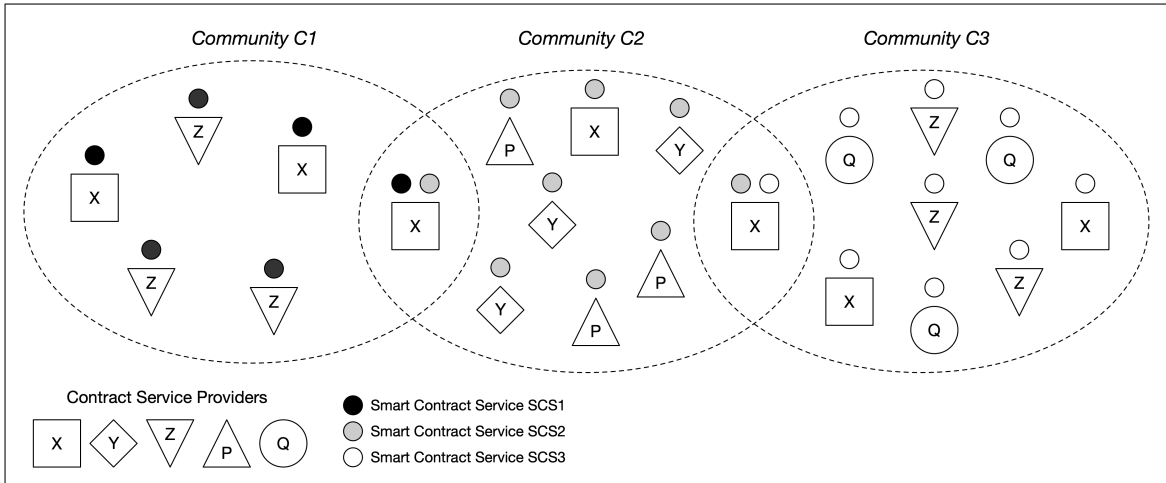 Community C1
Community C2
Community C3
Z
X
X
Z
Z
X
P
X
Y
Y
P
Y
P
X
Q
Z
Q
Z
X
X
Z
Q
Contract Service Providers
X Y Z P Q
Smart Contract Service SCS1
Smart Contract Service SCS2
Smart Contract Service SCS3